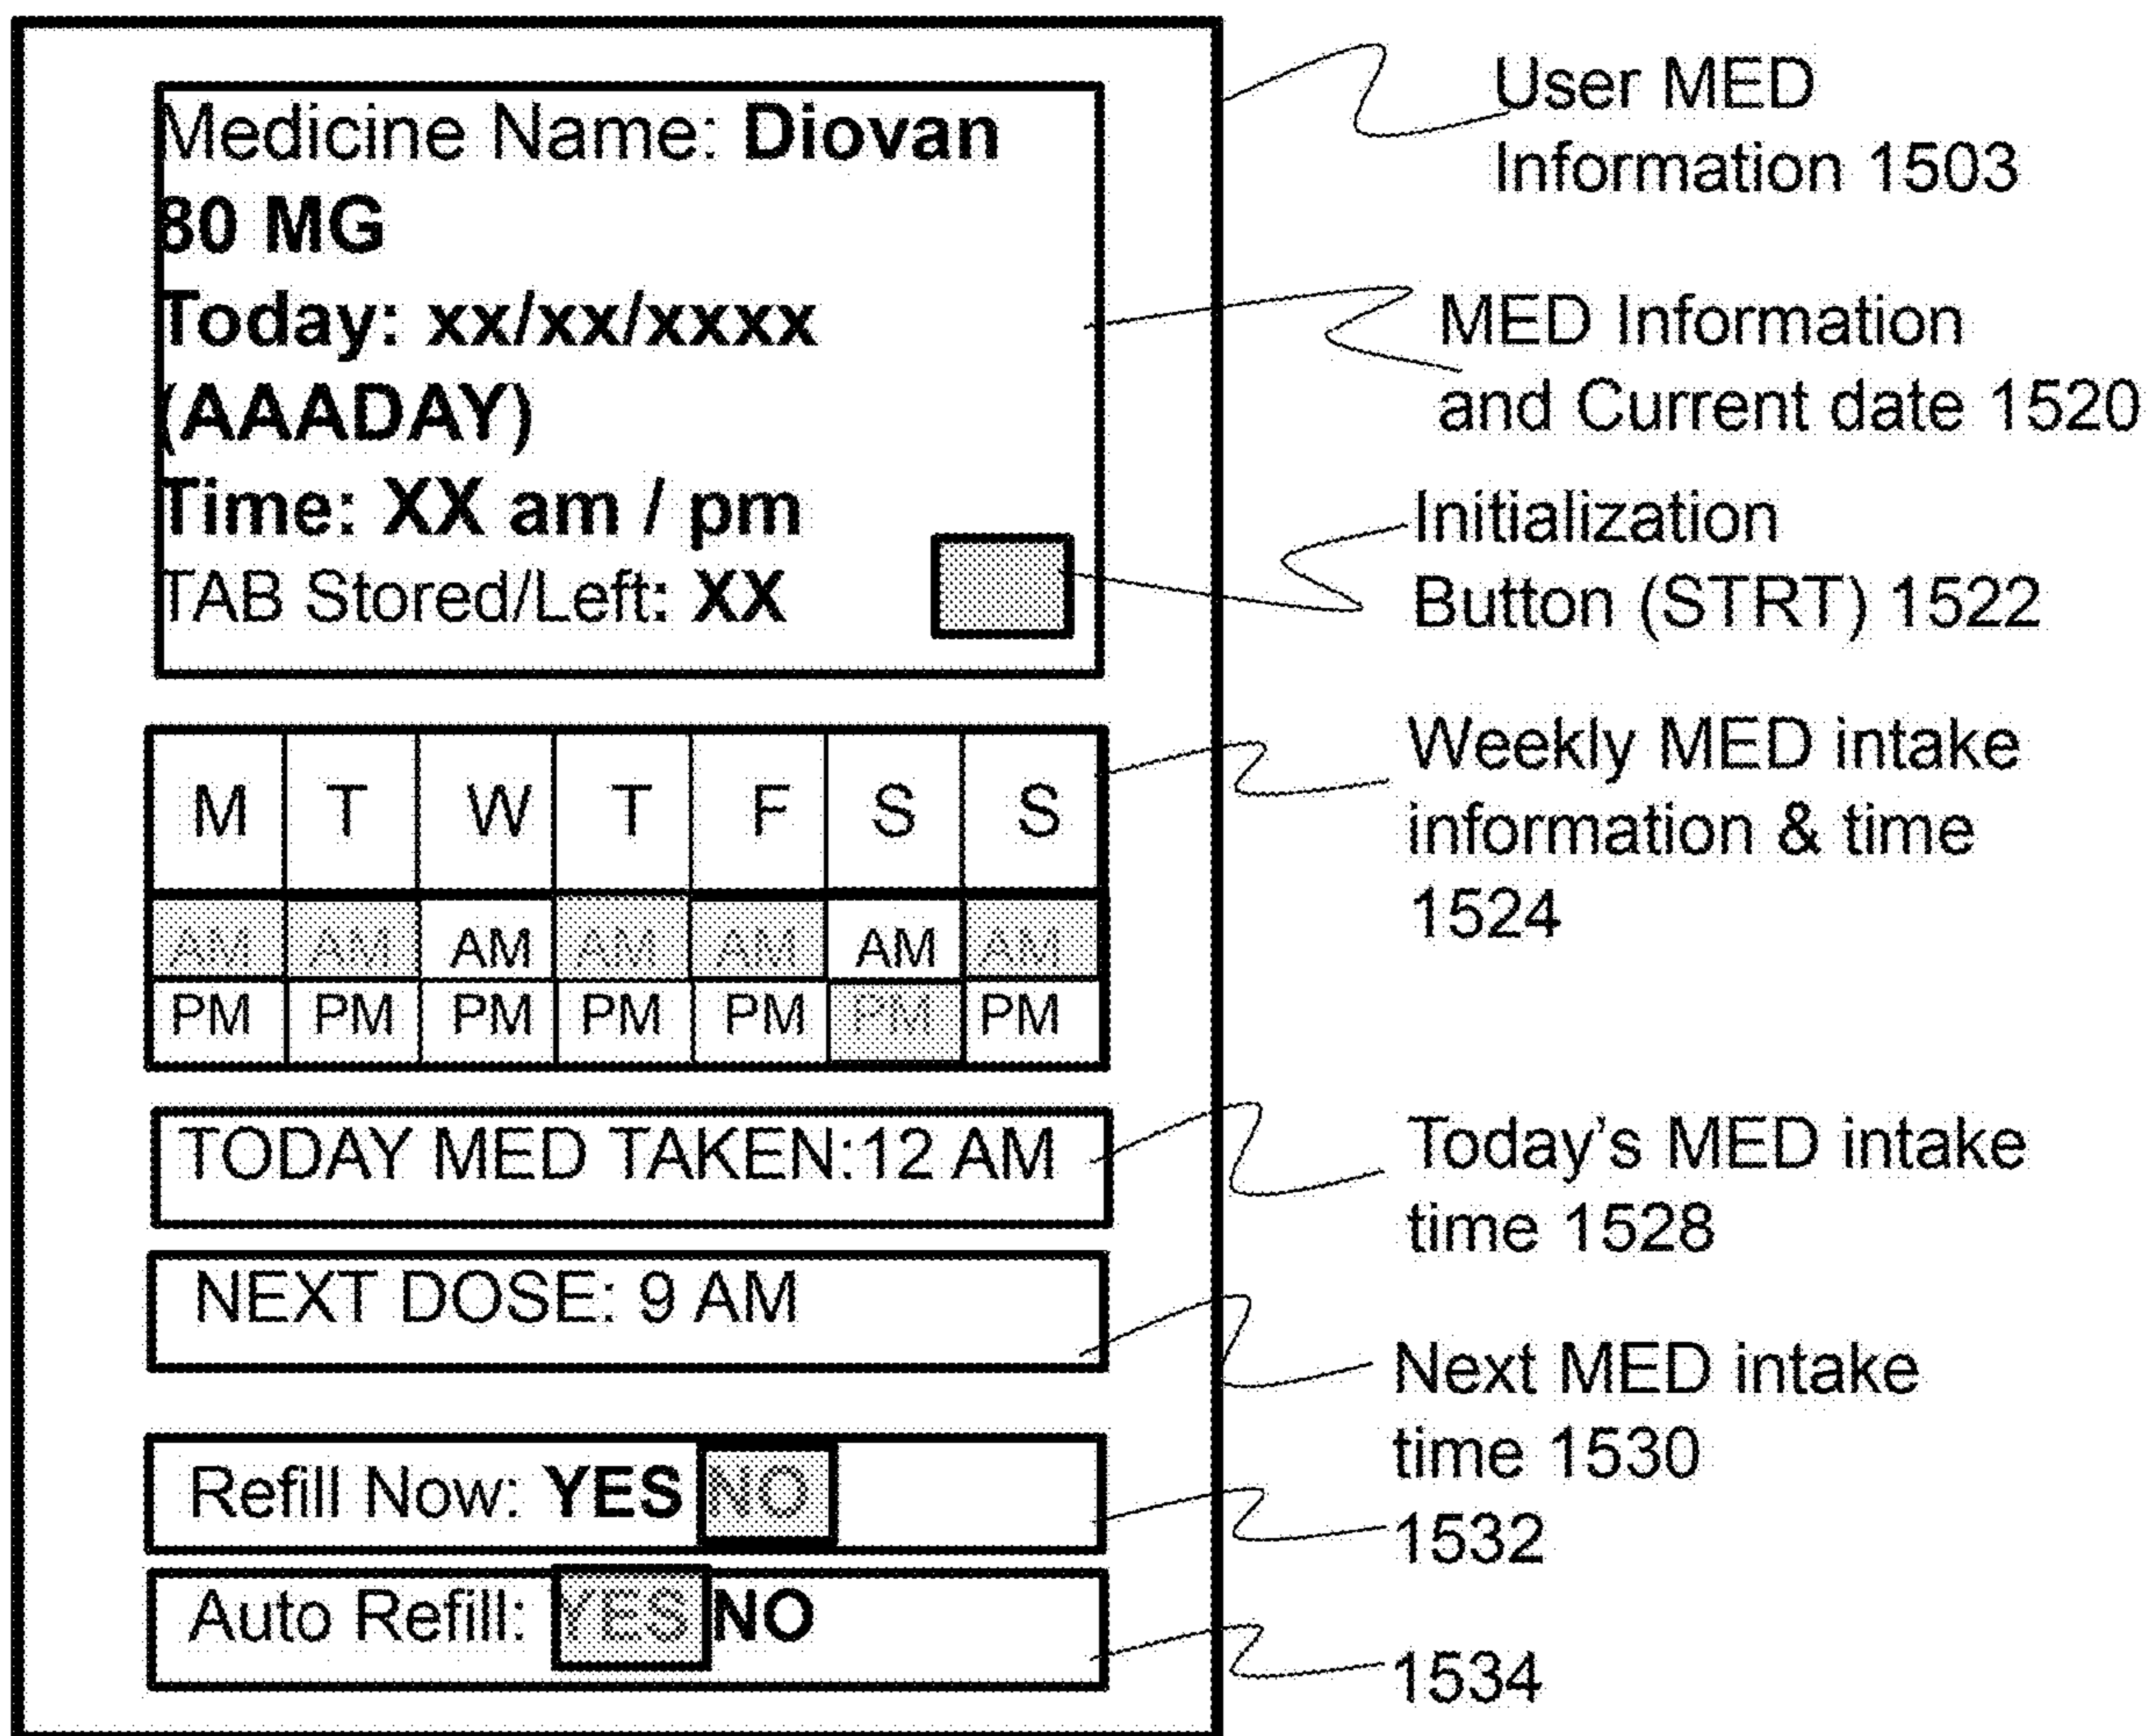 Medicine Name: Diovan
80 MG
Today: xx/xx/xxxx
(AAADAY)
Time: XX am / pm
TAB Stored/Left: XX
M T W T F S S
AM AM AM AM AM AM AM
PM PM PM PM PM PM PM
TODAY MED TAKEN:12 AM
NEXT DOSE: 9 AM
Refill Now: YES NO
Auto Refill: YES NO
User MED
Information 1503
MED Information
and Current date 1520
Initialization
Button (STRT) 1522
Weekly MED intake
information & time
1524
Today's MED intake
time 1528
Next MED intake
time 1530
1532
1534